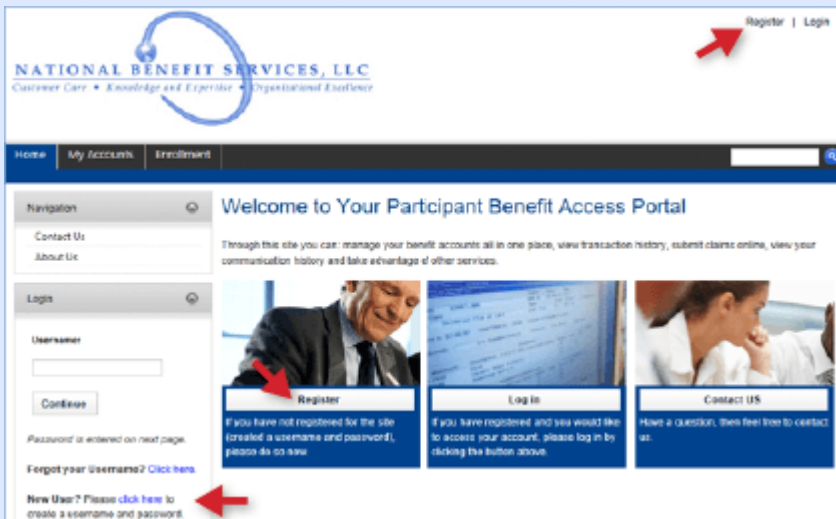 Register | Login
NATIONAL BENEFIT SERVICES, LLC
Customer Care • Knowledge and Expertise • Organizational Excellence
Home My Accounts Enrollment
Navigation
Contact Us
About Us
Login
Username
Continue
Password is entered on next page.
Forgot your Username? Click here.
New User? Please click here to
create a username and password.
Welcome to Your Participant Benefit Access Portal
Through this site you can: manage your benefit accounts all in one place, view transaction history, submit claims online, view your
communication history and take advantage of other services.
Register
If you have not registered for the site
(created a username and password),
please do so now.
Log in
If you have registered and you would like
to access your account, please log in by
clicking the button above.
Contact US
Have a question, then feel free to contact
us.